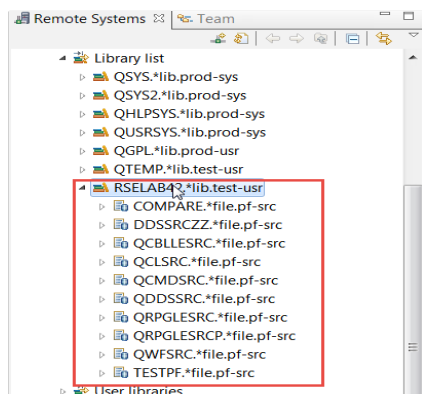 Remote Systems Team
Library list
QSYS.*lib.prod-sys
QSYS2.*lib.prod-sys
QHLPSYS.*lib.prod-sys
QUSRSYS.*lib.prod-sys
QGPL.*lib.prod-usr
QTEMP.*lib.test-usr
RSELAB42.*lib.test-usr
COMPARE.*file.pf-src
DDSSRCZZ.*file.pf-src
QCBLLESRC.*file.pf-src
QCLSRC.*file.pf-src
QCMDSRC.*file.pf-src
QDDSSRC.*file.pf-src
QRPGLESRC.*file.pf-src
QRPGLESRCP.*file.pf-src
QWFSRC.*file.pf-src
TESTPF.*file.pf-src
User libraries